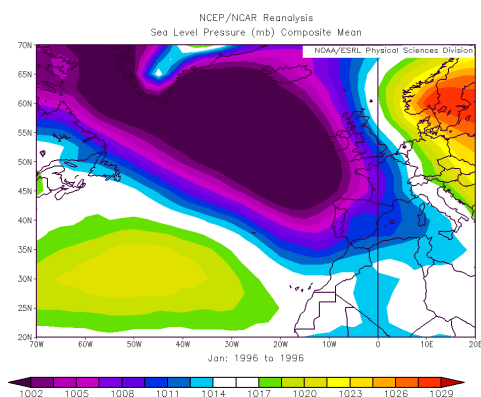 NCEP/NCAR Reanalysis
Sea Level Pressure (mb) Composite Mean
NOAA/ESRL Physical Sciences Division
70N
65N
60N
55N
50N
45N
40N
35N
30N
25N
20N
70W 60W 50W 40W 30W 20W 10W 0 10E 20E
Jan: 1996 to 1996
1002 1005 1008 1011 1014 1017 1020 1023 1026 1029